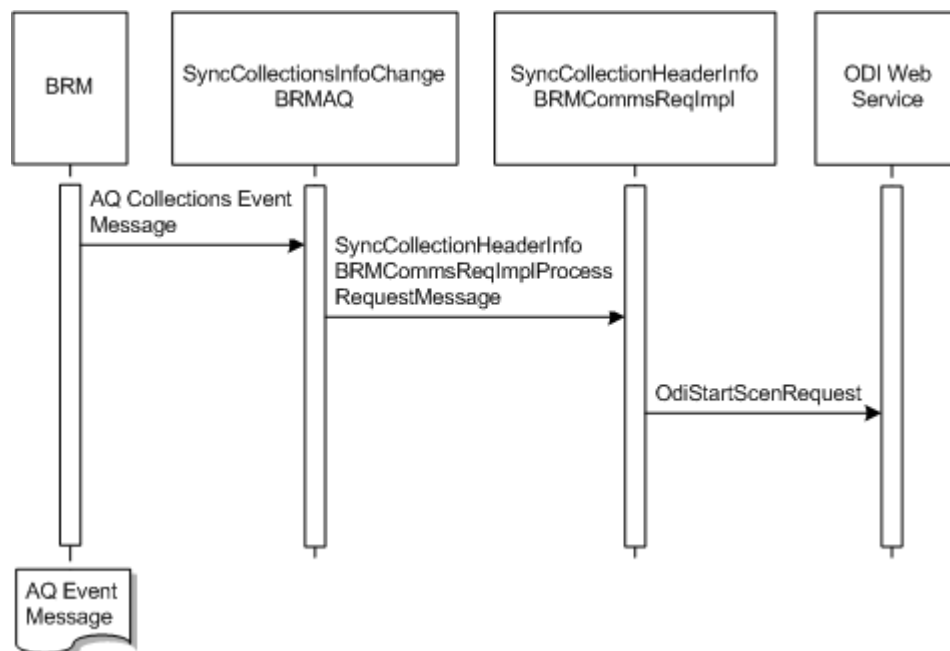 BRM
SyncCollectionsInfoChange
BRMAQ
SyncCollectionHeaderInfo
BRMCommsReqImpl
ODI Web
Service
AQ Collections Event
Message
SyncCollectionHeaderInfo
BRMCommsReqImplProcess
RequestMessage
OdiStartScenRequest
AQ Event
Message